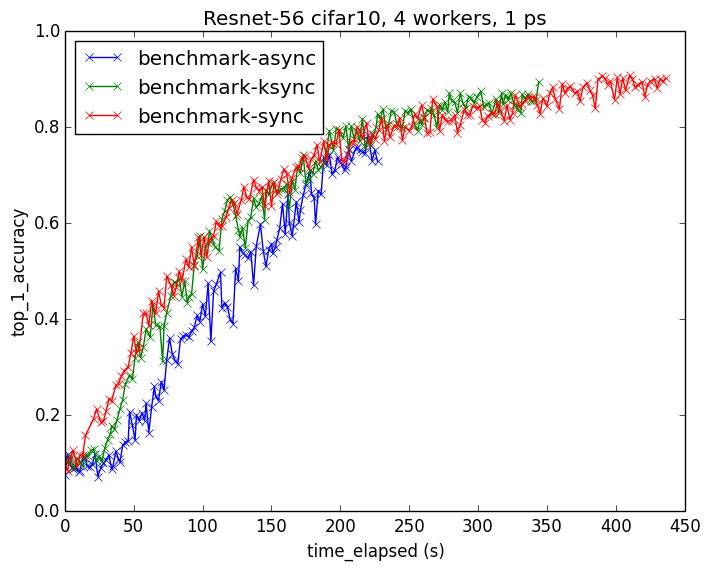 Resnet-56 cifar10, 4 workers, 1 ps
1.0
benchmark-async
benchmark-ksync
benchmark-sync
0.8
0.6
top_1_accuracy
0.4
0.2
0.0
0 50 100 150 200 250 300 350 400 450
time_elapsed (s)